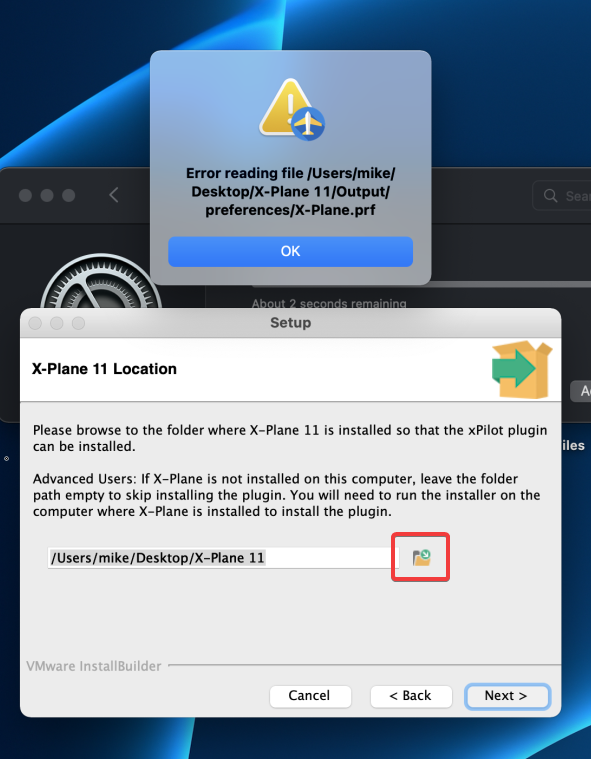 Error reading file /Users/mike/
Desktop/X-Plane 11/Output/
preferences/X-Plane.prf
OK
About 2 seconds remaining
Setup
X-Plane 11 Location
Please browse to the folder where X-Plane 11 is installed so that the xPilot plugin
can be installed.
Advanced Users: If X-Plane is not installed on this computer, leave the folder
path empty to skip installing the plugin. You will need to run the installer on the
computer where X-Plane is installed to install the plugin.
/Users/mike/Desktop/X-Plane 11
VMware InstallBuilder
Cancel
< Back
Next >